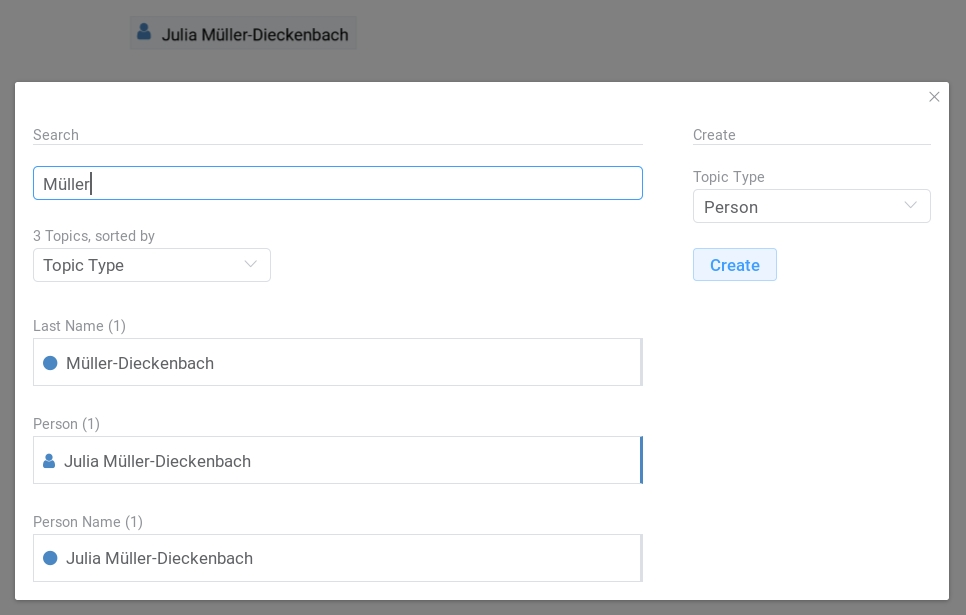 Julia Müller-Dieckenbach
Search
Müller
3 Topics, sorted by
Topic Type
Last Name (1)
Müller-Dieckenbach
Person (1)
Julia Müller-Dieckenbach
Person Name (1)
Julia Müller-Dieckenbach
Create
Topic Type
Person
Create